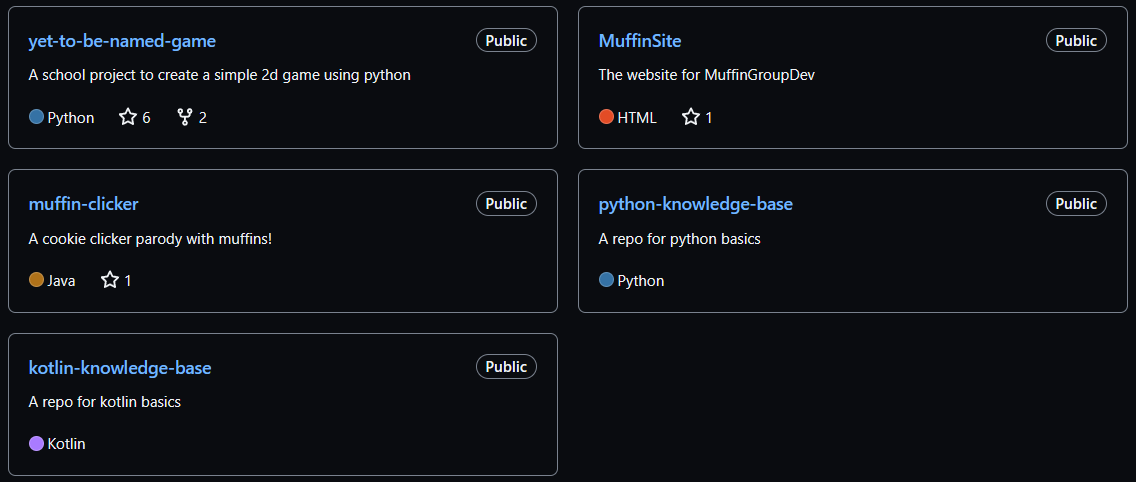 yet-to-be-named-game Public
A school project to create a simple 2d game using python
Python 6 2
MuffinSite Public
The website for MuffinGroupDev
HTML 1
muffin-clicker Public
A cookie clicker parody with muffins!
Java 1
python-knowledge-base Public
A repo for python basics
Python
kotlin-knowledge-base Public
A repo for kotlin basics
Kotlin